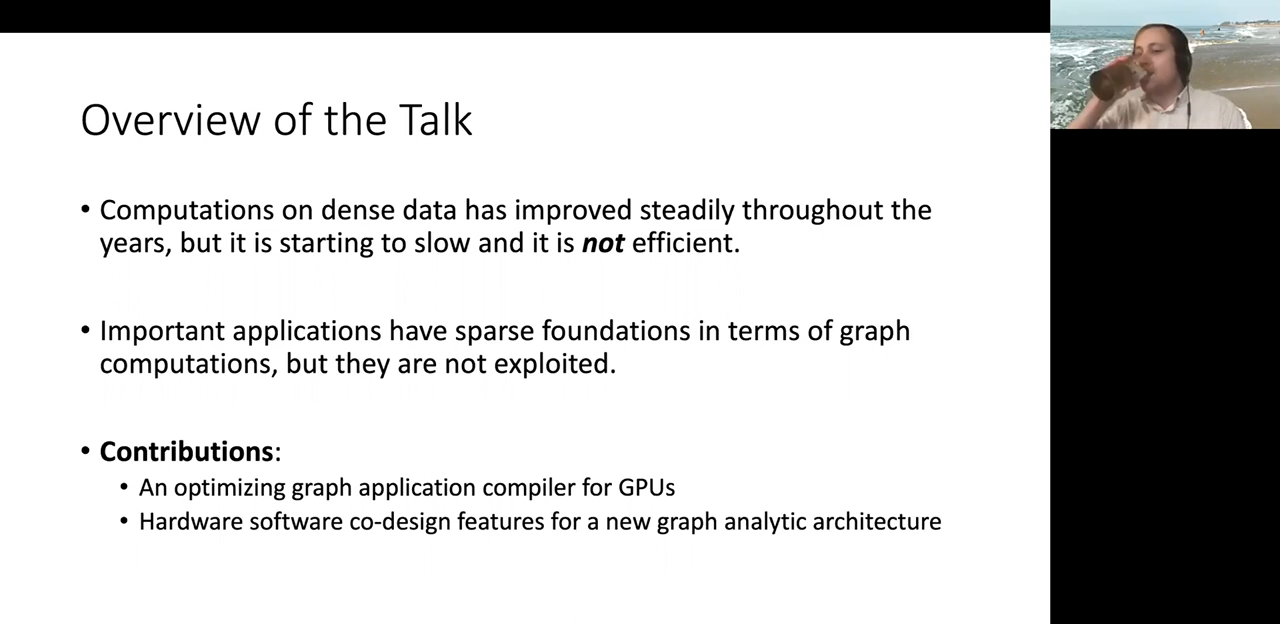 Overview of the Talk
• Computations on dense data has improved steadily throughout the
years, but it is starting to slow and it is not efficient.
• Important applications have sparse foundations in terms of graph
computations, but they are not exploited.
• Contributions:
• An optimizing graph application compiler for GPUs
• Hardware software co-design features for a new graph analytic architecture